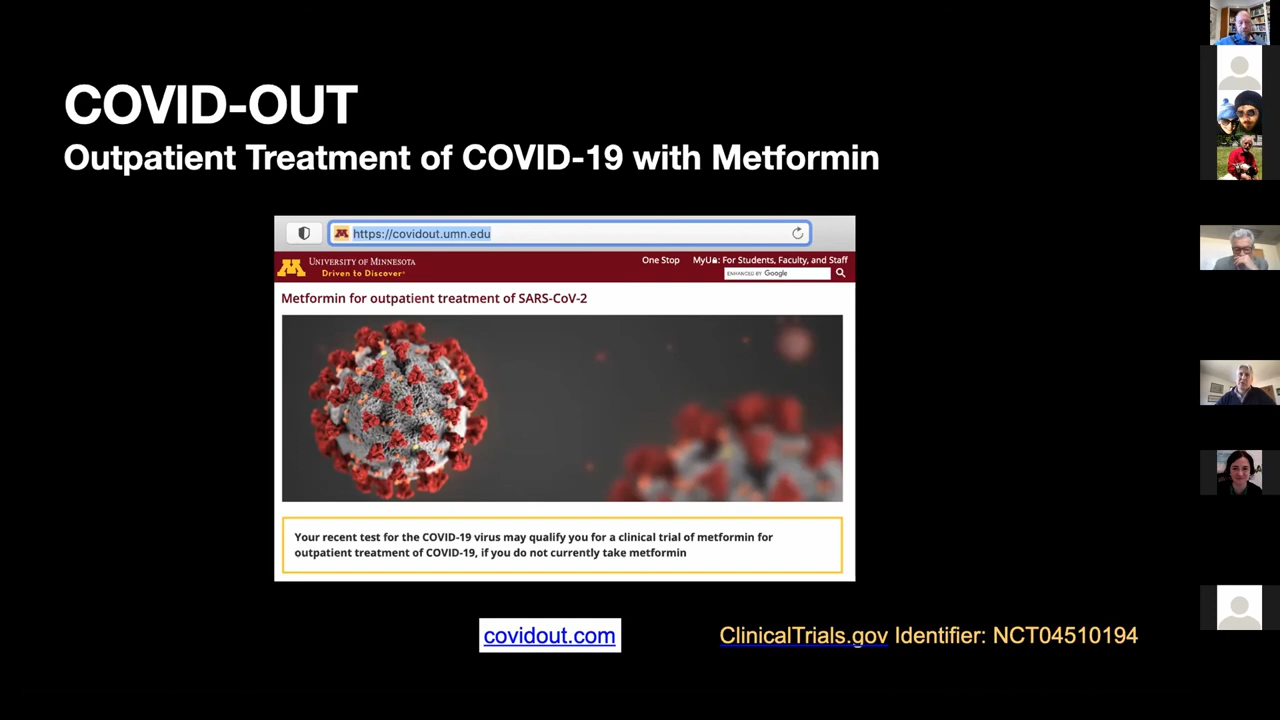 COVID-OUT
Outpatient Treatment of COVID-19 with Metformin
https://covidout.umn.edu
UNIVERSITY OF MINNESOTA
Driven to Discover
One Stop
MyU: For Students, Faculty, and Staff
ENHANCED BY Google
Metformin for outpatient treatment of SARS-CoV-2
Your recent test for the COVID-19 virus may qualify you for a clinical trial of metformin for
outpatient treatment of COVID-19, if you do not currently take metformin
covidout.com
ClinicalTrials.gov Identifier: NCT04510194